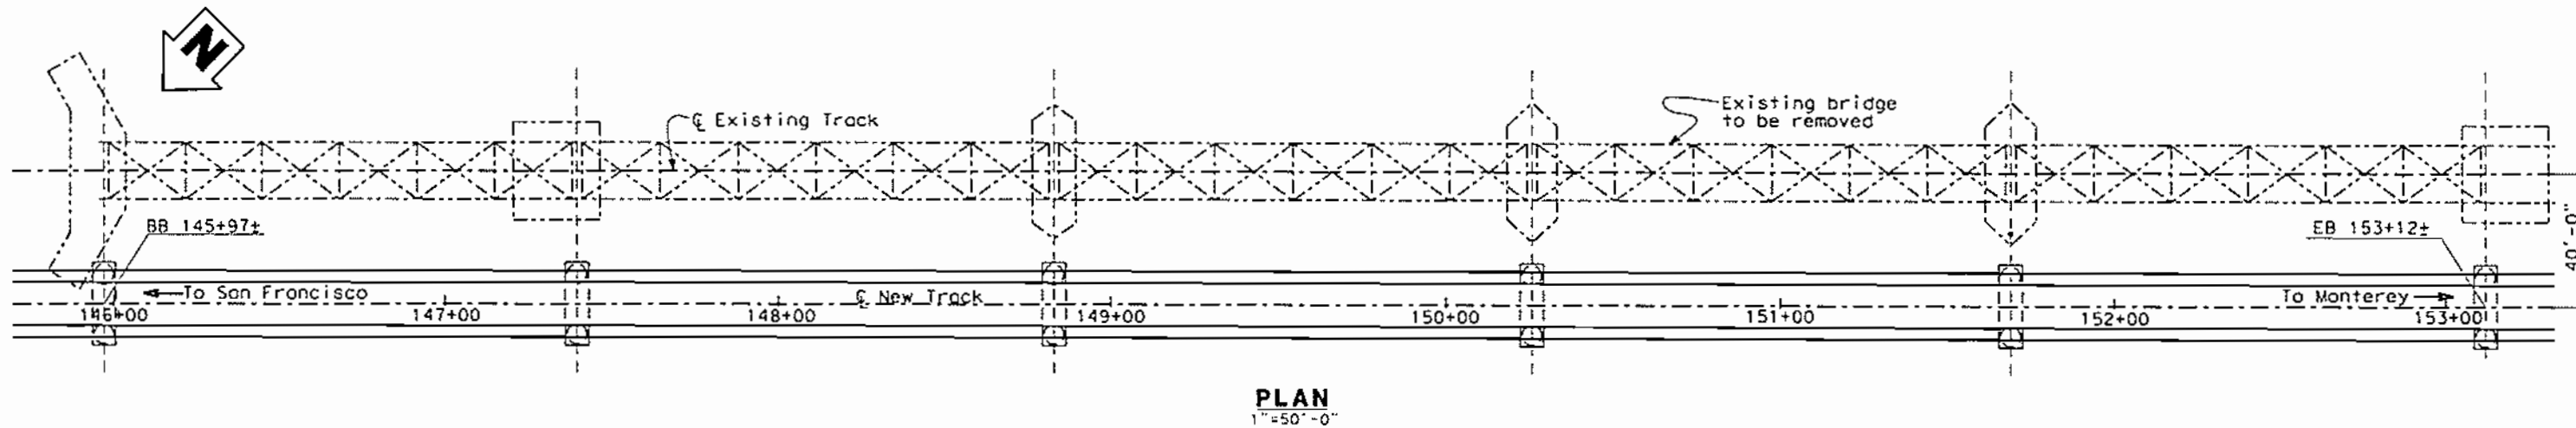 N
℄ Existing Track
Existing bridge
to be removed
BB 145+97±
EB 153+12±
40'-0"
To San Francisco
℄ New Track
To Monterey
146+00
147+00
148+00
149+00
150+00
151+00
152+00
153+00
PLAN
1"=50'-0"